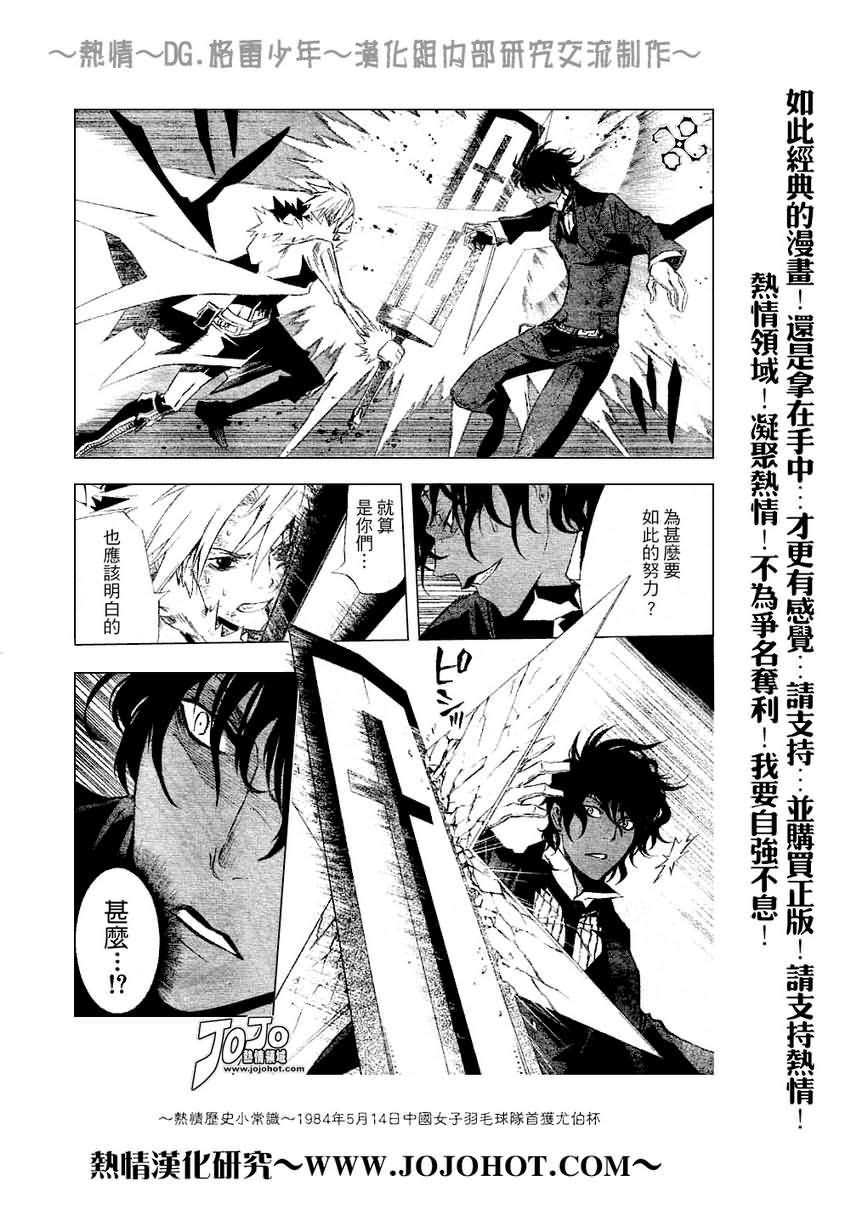 ～熱情～DG.格雷少年～漢化組内部研究交流制作～
如此經典的漫畫！還是拿在手中…才更有感覺…請支持…並購買正版！請支持熱情！
熱情領域！凝聚熱情！不為爭名奪利！我要自強不息！
為甚麼要
如此的努力？
就算
是你們…
也應該明白的
ピシッ
甚麼…!?
JOJO
熱情領域
www.jojohot.com
～熱情歷史小常識～1984年5月14日中國女子羽毛球隊首獲尤伯杯
熱情漢化研究～WWW.JOJOHOT.COM～